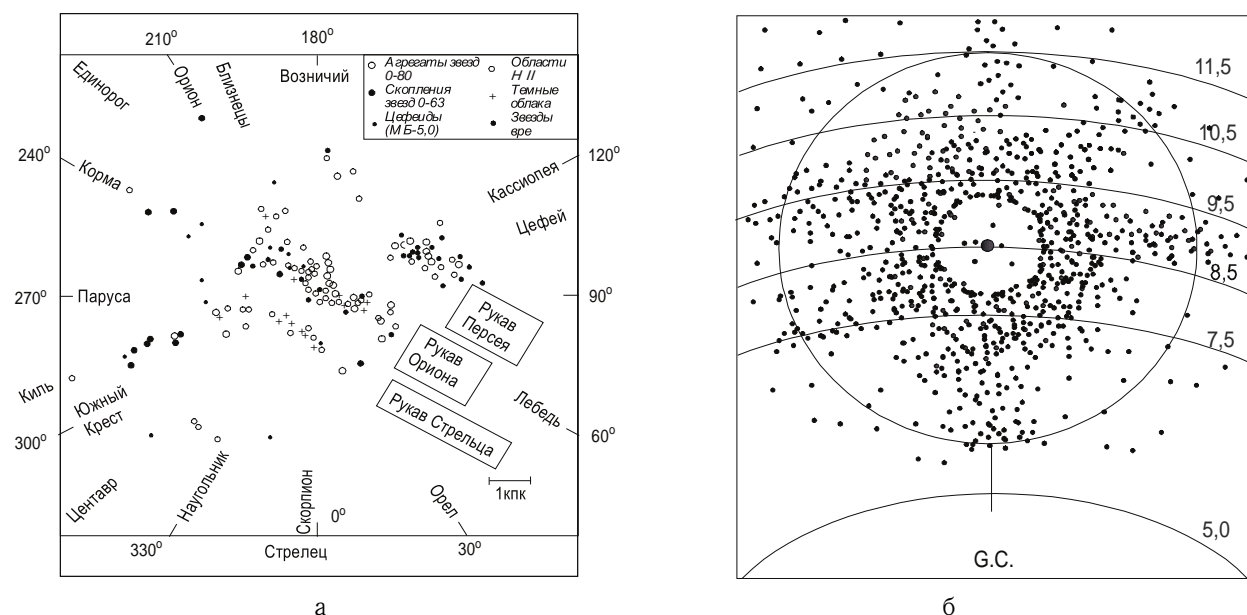 210°
180°
Единорог
Орион
Близнецы
Возничий
Агрегаты звезд
0-80
Скопления
звезд 0-63
Цефеиды
(М Б-5,0)
Области
H II
Темные
облака
Звезды
вре
240°
120°
Корма
Кассиопея
Цефей
270°
Паруса
90°
Рукав
Персея
Рукав
Ориона
Рукав Стрельца
Киль
Южный
Крест
Лебедь
300°
60°
Центавр
Наугольник
Скорпион
0°
Орел
1кпк
330°
Стрелец
30°
а
11,5
10,5
9,5
8,5
7,5
5,0
G.C.
б